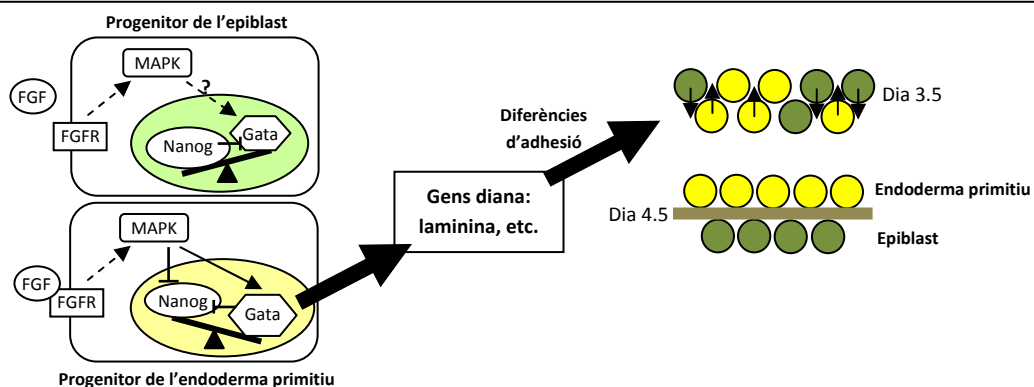 Progenitor de l'epiblast
MAPK
FGF
?
FGFR
Nanog
Gata
MAPK
FGF
FGFR
Nanog
Gata
Progenitor de l'endoderma primitiu
Gens diana:
laminina, etc.
Diferències
d'adhesió
Dia 3.5
Dia 4.5
Endoderma primitiu
Epiblast